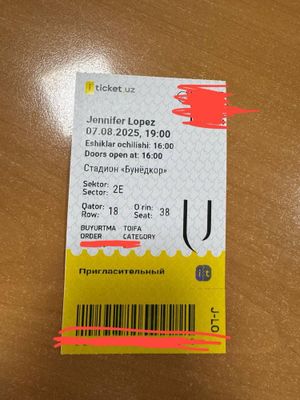 iticket.uz
Jennifer Lopez
07.08.2025, 19:00
Eshiklar ochilishi: 16:00
Doors open at: 16:00
Стадион «Бунёдкор»
Sektor: 2E
Sector:
Qator: 18 O rin: 38
Row: Seat:
BUYURTMA TOIFA
ORDER CATEGORY
Пригласительный
it
J-LO